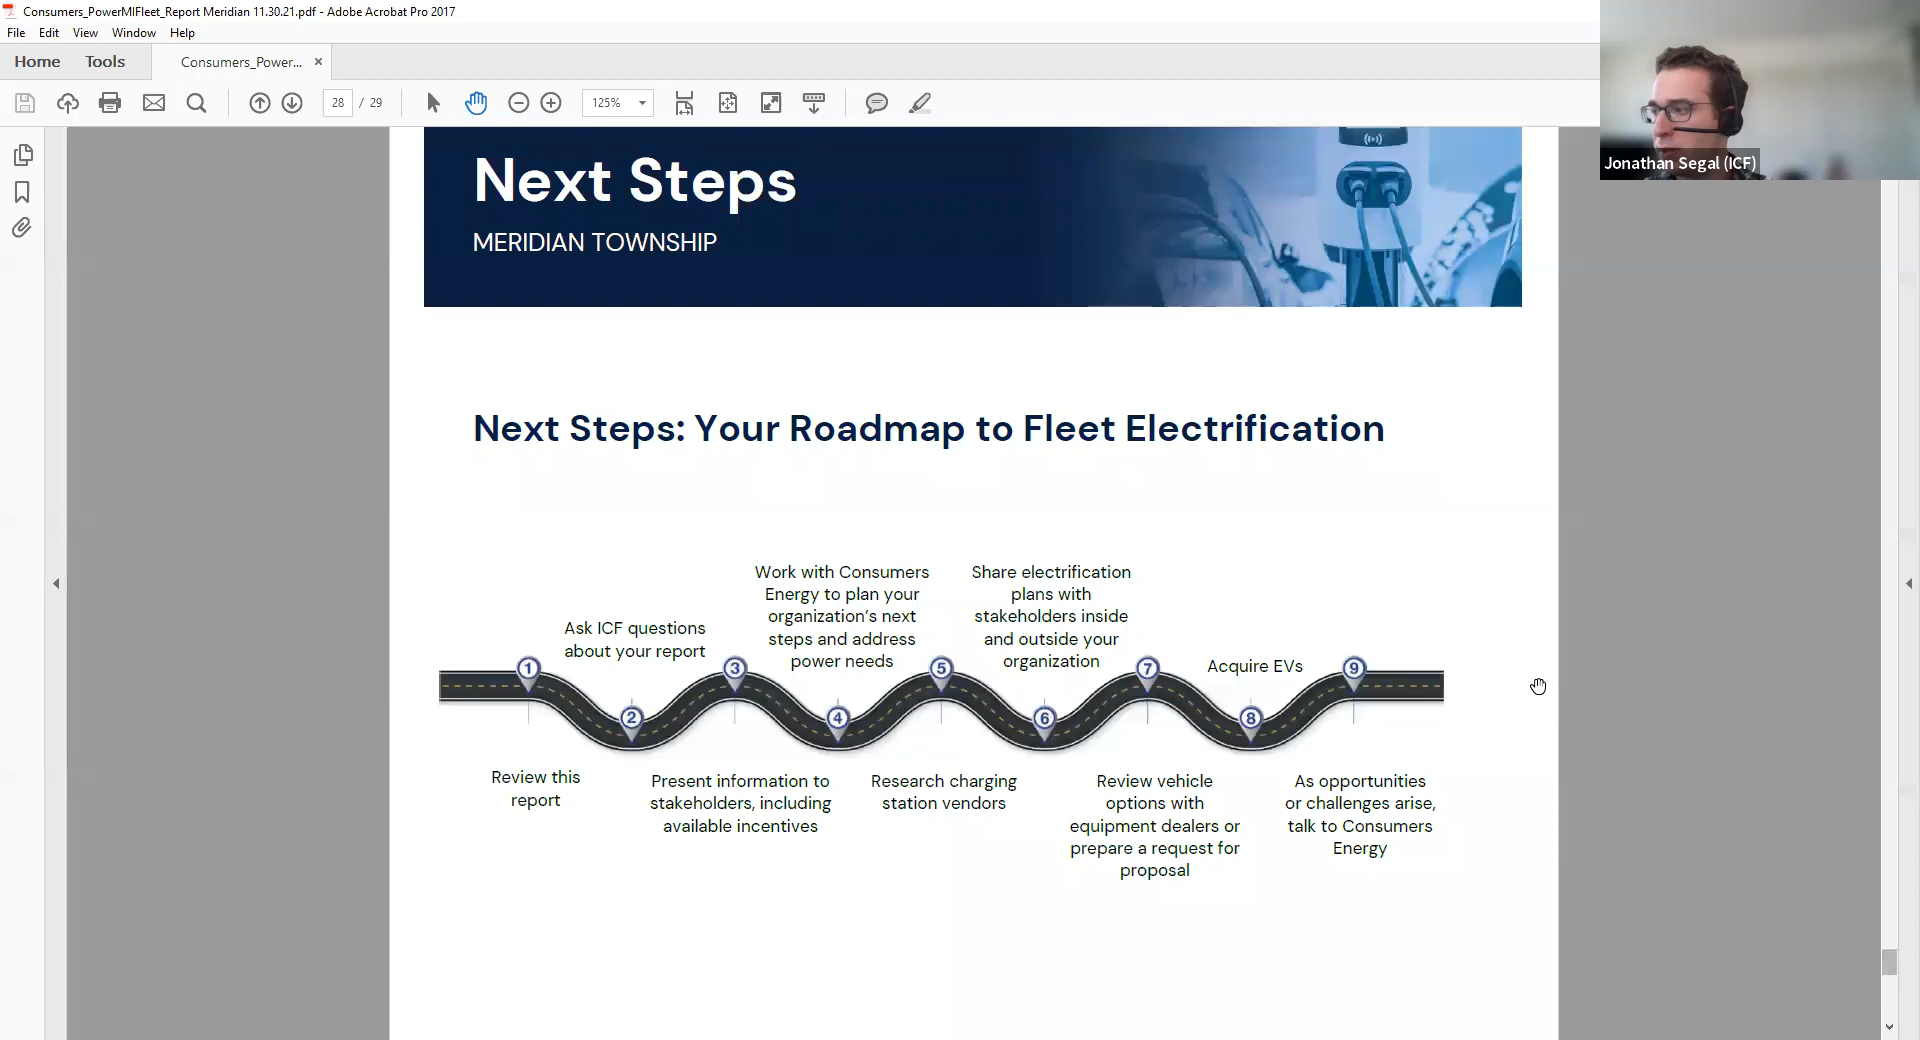 Consumers_PowerMIFleet_Report Meridian 11.30.21.pdf - Adobe Acrobat Pro 2017
File Edit View Window Help
Home Tools Consumers_Power... ×
28 / 29 125%
Jonathan Segal (ICF)
Next Steps
MERIDIAN TOWNSHIP
Next Steps: Your Roadmap to Fleet Electrification
1
Review this
report
2
Ask ICF questions
about your report
3
Present information to
stakeholders, including
available incentives
4
Work with Consumers
Energy to plan your
organization's next
steps and address
power needs
5
Research charging
station vendors
6
Share electrification
plans with
stakeholders inside
and outside your
organization
7
Review vehicle
options with
equipment dealers or
prepare a request for
proposal
8
Acquire EVs
9
As opportunities
or challenges arise,
talk to Consumers
Energy